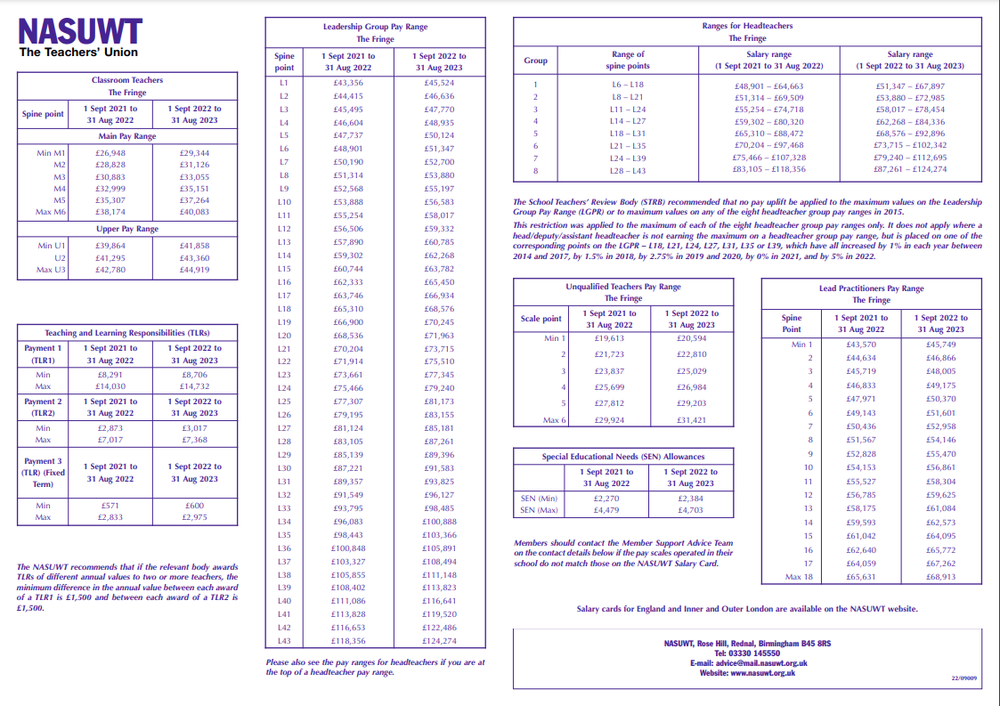 NASUWT
The Teachers' Union
Classroom Teachers
The Fringe
Spine point 1 Sept 2021 to 31 Aug 2022 1 Sept 2022 to 31 Aug 2023
Main Pay Range
Min M1 £26,948 £29,344
M2 £28,828 £31,126
M3 £30,883 £33,055
M4 £32,999 £35,151
M5 £35,307 £37,264
Max M6 £38,174 £40,083
Upper Pay Range
Min U1 £39,864 £41,858
U2 £41,295 £43,360
Max U3 £42,780 £44,919
Teaching and Learning Responsibilities (TLRs)
Payment 1 (TLR1) 1 Sept 2021 to 31 Aug 2022 1 Sept 2022 to 31 Aug 2023
Min £8,291 £8,706
Max £14,030 £14,732
Payment 2 (TLR2) 1 Sept 2021 to 31 Aug 2022 1 Sept 2022 to 31 Aug 2023
Min £2,873 £3,017
Max £7,017 £7,368
Payment 3 (TLR) (Fixed Term) 1 Sept 2021 to 31 Aug 2022 1 Sept 2022 to 31 Aug 2023
Min £571 £600
Max £2,833 £2,975
The NASUWT recommends that if the relevant body awards
TLRs of different annual values to two or more teachers, the
minimum difference in the annual value between each award
of a TLR1 is £1,500 and between each award of a TLR2 is
£1,500.
Leadership Group Pay Range
The Fringe
Spine point 1 Sept 2021 to 31 Aug 2022 1 Sept 2022 to 31 Aug 2023
L1 £43,356 £45,524
L2 £44,415 £46,636
L3 £45,495 £47,770
L4 £46,604 £48,935
L5 £47,737 £50,124
L6 £48,901 £51,347
L7 £50,190 £52,700
L8 £51,314 £53,880
L9 £52,568 £55,197
L10 £53,888 £56,583
L11 £55,254 £58,017
L12 £56,506 £59,332
L13 £57,890 £60,785
L14 £59,302 £62,268
L15 £60,744 £63,782
L16 £62,333 £65,450
L17 £63,746 £66,934
L18 £65,310 £68,576
L19 £66,900 £70,245
L20 £68,536 £71,963
L21 £70,204 £73,715
L22 £71,914 £75,510
L23 £73,661 £77,345
L24 £75,466 £79,240
L25 £77,307 £81,173
L26 £79,195 £83,155
L27 £81,124 £85,181
L28 £83,105 £87,261
L29 £85,139 £89,396
L30 £87,221 £91,583
L31 £89,357 £93,825
L32 £91,549 £96,127
L33 £93,795 £98,485
L34 £96,083 £100,888
L35 £98,443 £103,366
L36 £100,848 £105,891
L37 £103,327 £108,494
L38 £105,855 £111,148
L39 £108,402 £113,823
L40 £111,086 £116,641
L41 £113,828 £119,520
L42 £116,653 £122,486
L43 £118,356 £124,274
Please also see the pay ranges for headteachers if you are at
the top of a headteacher pay range.
Ranges for Headteachers
The Fringe
Group Range of spine points Salary range (1 Sept 2021 to 31 Aug 2022) Salary range (1 Sept 2022 to 31 Aug 2023)
1 L6 – L18 £48,901 – £64,663 £51,347 – £67,897
2 L8 – L21 £51,314 – £69,509 £53,880 – £72,985
3 L11 – L24 £55,254 – £74,718 £58,017 – £78,454
4 L14 – L27 £59,302 – £80,320 £62,268 – £84,336
5 L18 – L31 £65,310 – £88,472 £68,576 – £92,896
6 L21 – L35 £70,204 – £97,468 £73,715 – £102,342
7 L24 – L39 £75,466 – £107,328 £79,240 – £112,695
8 L28 – L43 £83,105 – £118,356 £87,261 – £124,274
The School Teachers' Review Body (STRB) recommended that no pay uplift be applied to the maximum values on the Leadership
Group Pay Range (LGPR) or to maximum values on any of the eight headteacher group pay ranges in 2015.
This restriction was applied to the maximum of each of the eight headteacher group pay ranges only. It does not apply where a
head/deputy/assistant headteacher is not earning the maximum on a headteacher group pay range, but is placed on one of the
corresponding points on the LGPR – L18, L21, L24, L27, L31, L35 or L39, which have all increased by 1% in each year between
2014 and 2017, by 1.5% in 2018, by 2.75% in 2019 and 2020, by 0% in 2021, and by 5% in 2022.
Unqualified Teachers Pay Range
The Fringe
Scale point 1 Sept 2021 to 31 Aug 2022 1 Sept 2022 to 31 Aug 2023
Min 1 £19,613 £20,594
2 £21,723 £22,810
3 £23,837 £25,029
4 £25,699 £26,984
5 £27,812 £29,203
Max 6 £29,924 £31,421
Special Educational Needs (SEN) Allowances
1 Sept 2021 to 31 Aug 2022 1 Sept 2022 to 31 Aug 2023
SEN (Min) £2,270 £2,384
SEN (Max) £4,479 £4,703
Members should contact the Member Support Advice Team
on the contact details below if the pay scales operated in their
school do not match those on the NASUWT Salary Card.
Lead Practitioners Pay Range
The Fringe
Spine Point 1 Sept 2021 to 31 Aug 2022 1 Sept 2022 to 31 Aug 2023
Min 1 £43,570 £45,749
2 £44,634 £46,866
3 £45,719 £48,005
4 £46,833 £49,175
5 £47,971 £50,370
6 £49,143 £51,601
7 £50,436 £52,958
8 £51,567 £54,146
9 £52,828 £55,470
10 £54,153 £56,861
11 £55,527 £58,304
12 £56,785 £59,625
13 £58,175 £61,084
14 £59,593 £62,573
15 £61,042 £64,095
16 £62,640 £65,772
17 £64,059 £67,262
Max 18 £65,631 £68,913
Salary cards for England and Inner and Outer London are available on the NASUWT website.
NASUWT, Rose Hill, Rednal, Birmingham B45 8RS
Tel: 03330 145550
E-mail: advice@mail.nasuwt.org.uk
Website: www.nasuwt.org.uk
22/09009